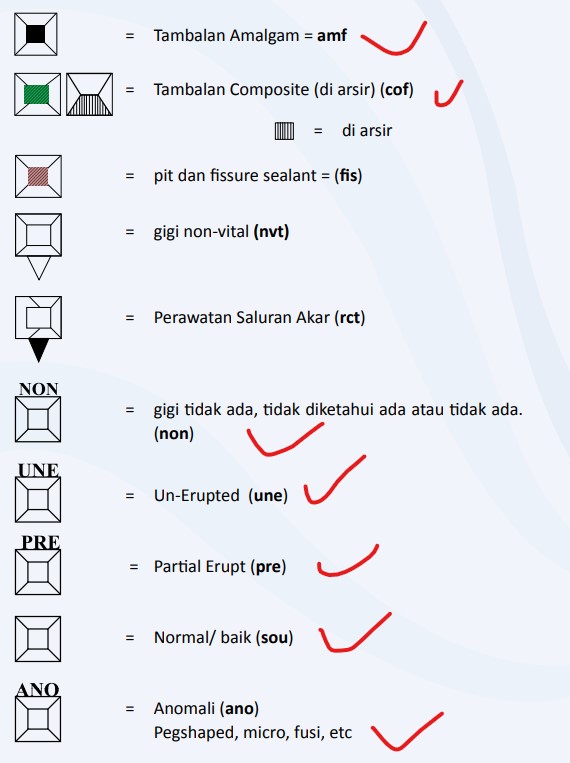 = Tambalan Amalgam = amf
= Tambalan Composite (di arsir) (cof)
= di arsir
= pit dan fissure sealant = (fis)
= gigi non-vital (nvt)
= Perawatan Saluran Akar (rct)
NON
= gigi tidak ada, tidak diketahui ada atau tidak ada.
(non)
UNE
= Un-Erupted (une)
PRE
= Partial Erupt (pre)
= Normal/ baik (sou)
ANO
= Anomali (ano)
Pegshaped, micro, fusi, etc